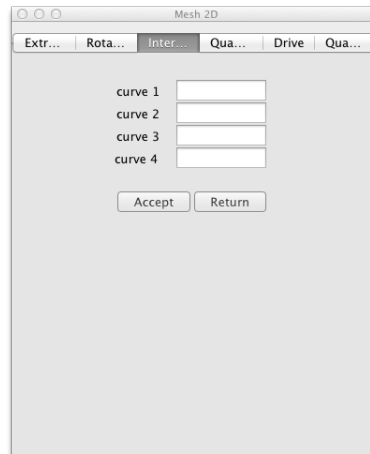 Mesh 2D
Extr... Rota... Inter... Qua... Drive Qua...
curve 1
curve 2
curve 3
curve 4
Accept Return